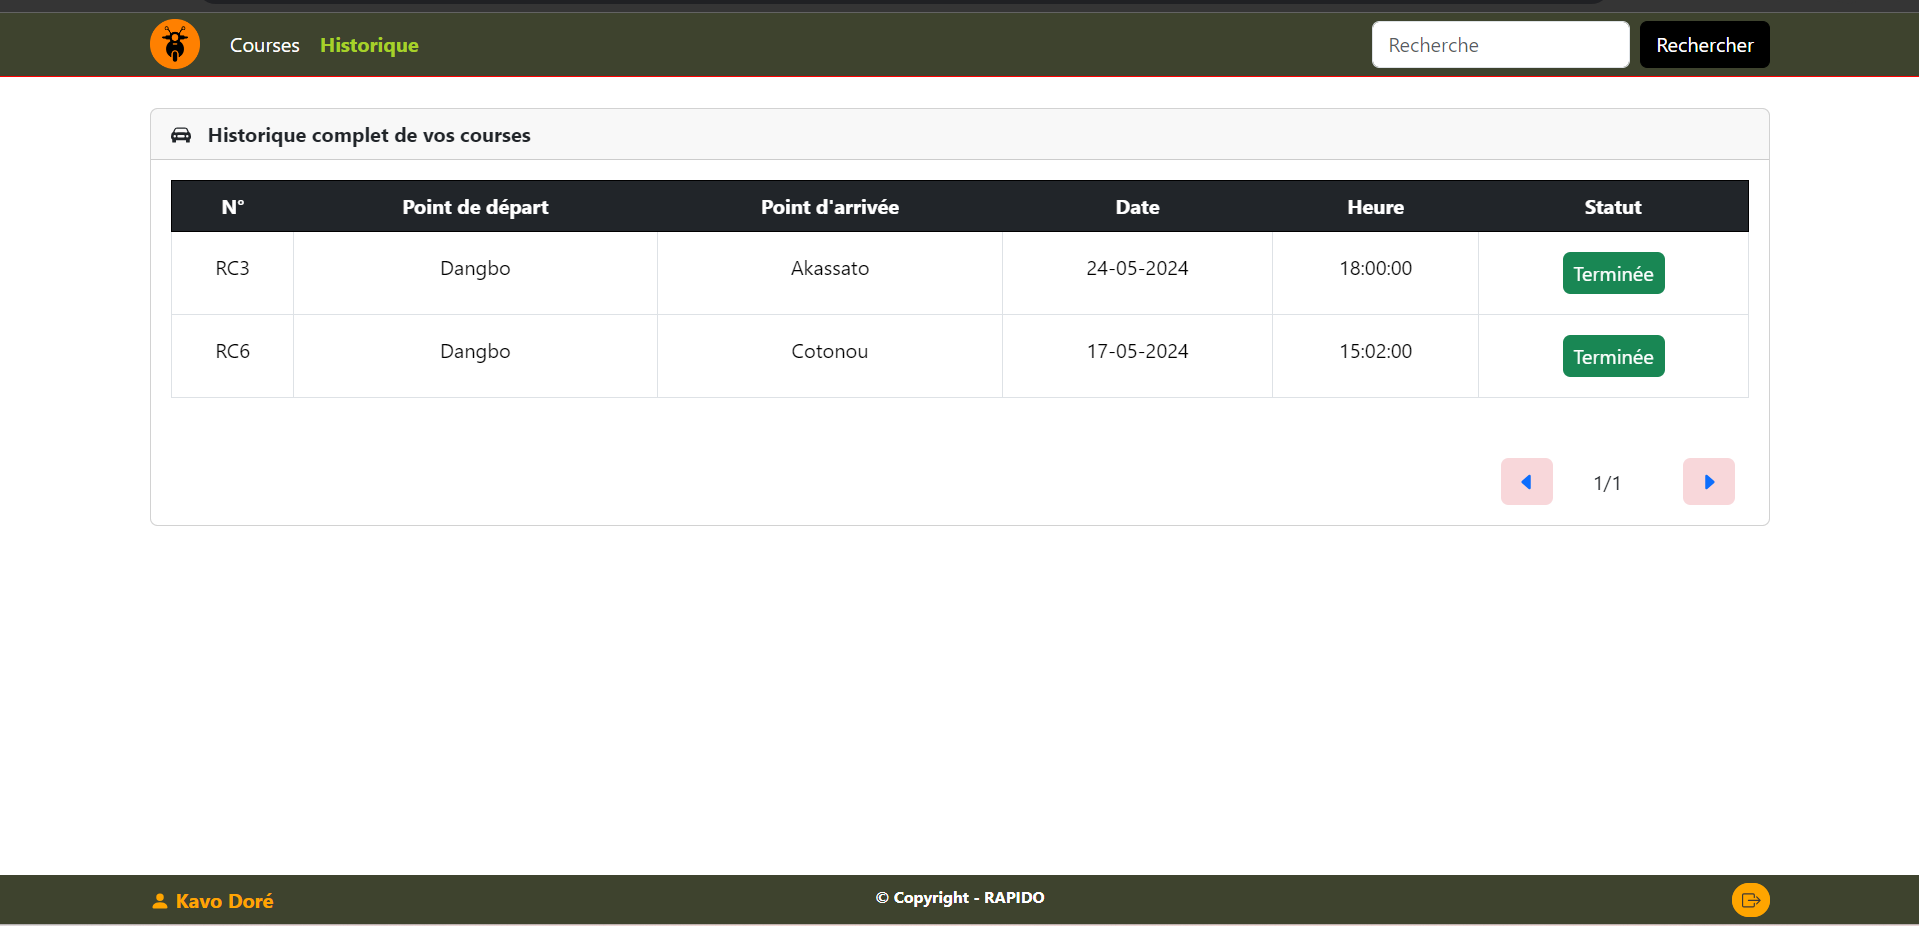 Courses Historique Recherche Rechercher
Historique complet de vos courses
N° Point de départ Point d'arrivée Date Heure Statut
RC3 Dangbo Akassato 24-05-2024 18:00:00 Terminée
RC6 Dangbo Cotonou 17-05-2024 15:02:00 Terminée
1/1
Kavo Doré © Copyright - RAPIDO